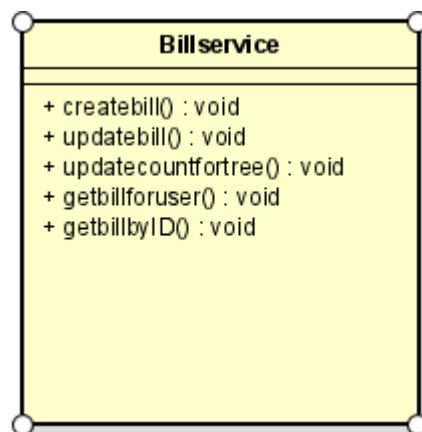 Billservice
+ createbill() : void
+ updatebill() : void
+ updatecountfortree() : void
+ getbillforuser() : void
+ getbillbyID() : void